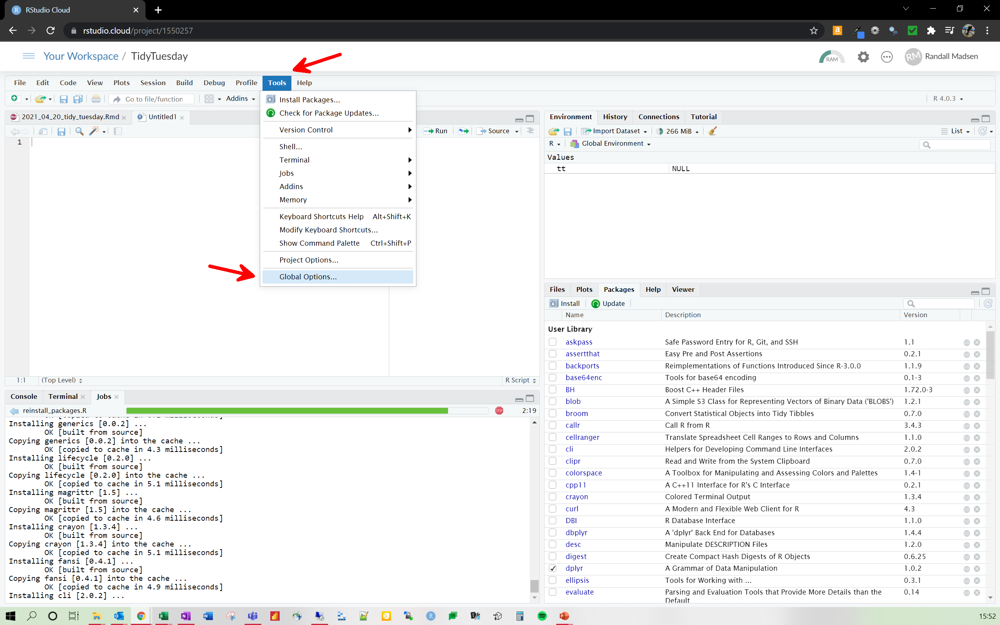 RStudio Cloud
rstudio.cloud/project/1550257
Your Workspace / TidyTuesday
RAM
RM Randall Madsen
File Edit Code View Plots Session Build Debug Profile Tools Help
Go to file/function Addins
R 4.0.3
Install Packages...
Check for Package Updates...
Version Control
Shell...
Terminal
Jobs
Addins
Memory
Keyboard Shortcuts Help Alt+Shift+K
Modify Keyboard Shortcuts...
Show Command Palette Ctrl+Shift+P
Project Options...
Global Options...
2021_04_20_tidy_tuesday.Rmd Untitled1
Run Source
1
1:1 (Top Level) R Script
Console Terminal Jobs
reinstall_packages.R STOP 2:19
Installing generics [0.0.2] ...
OK [built from source]
Copying generics [0.0.2] into the cache ...
OK [copied to cache in 4.3 milliseconds]
Installing lifecycle [0.2.0] ...
OK [built from source]
Copying lifecycle [0.2.0] into the cache ...
OK [copied to cache in 5.1 milliseconds]
Installing magrittr [1.5] ...
OK [built from source]
Copying magrittr [1.5] into the cache ...
OK [copied to cache in 4.6 milliseconds]
Installing crayon [1.3.4] ...
OK [built from source]
Copying crayon [1.3.4] into the cache ...
OK [copied to cache in 5.1 milliseconds]
Installing fansi [0.4.1] ...
OK [built from source]
Copying fansi [0.4.1] into the cache ...
OK [copied to cache in 4.9 milliseconds]
Installing cli [2.0.2] ...
Environment History Connections Tutorial
Import Dataset 266 MiB List
R Global Environment
Values
tt NULL
Files Plots Packages Help Viewer
Install Update
Name Description Version
User Library
askpass Safe Password Entry for R, Git, and SSH 1.1
assertthat Easy Pre and Post Assertions 0.2.1
backports Reimplementations of Functions Introduced Since R-3.0.0 1.1.9
base64enc Tools for base64 encoding 0.1-3
BH Boost C++ Header Files 1.72.0-3
blob A Simple S3 Class for Representing Vectors of Binary Data ('BLOBS') 1.2.1
broom Convert Statistical Objects into Tidy Tibbles 0.7.0
callr Call R from R 3.4.3
cellranger Translate Spreadsheet Cell Ranges to Rows and Columns 1.1.0
cli Helpers for Developing Command Line Interfaces 2.0.2
clipr Read and Write from the System Clipboard 0.7.0
colorspace A Toolbox for Manipulating and Assessing Colors and Palettes 1.4-1
cpp11 A C++11 Interface for R's C Interface 0.2.1
crayon Colored Terminal Output 1.3.4
curl A Modern and Flexible Web Client for R 4.3
DBI R Database Interface 1.1.0
dbplyr A 'dplyr' Back End for Databases 1.4.4
desc Manipulate DESCRIPTION Files 1.2.0
digest Create Compact Hash Digests of R Objects 0.6.25
dplyr A Grammar of Data Manipulation 1.0.2
ellipsis Tools for Working with ... 0.3.1
evaluate Parsing and Evaluation Tools that Provide More Details than the 0.14
Default
15:52